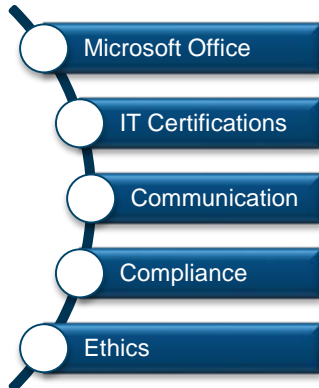 Microsoft Office
IT Certifications
Communication
Compliance
Ethics